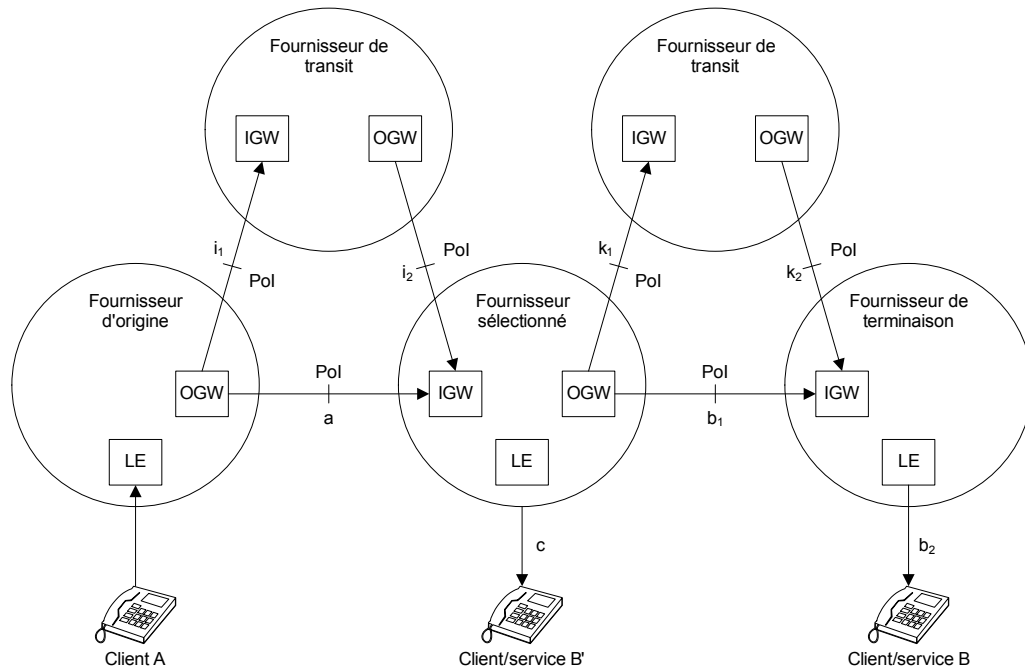 Fournisseur de
transit
Fournisseur de
transit
IGW
OGW
IGW
OGW
i1
PoI
PoI
i2
k1
PoI
PoI
k2
Fournisseur
d'origine
Fournisseur
sélectionné
Fournisseur de
terminaison
OGW
PoI
a
IGW
OGW
PoI
b1
IGW
LE
LE
LE
c
b2
Client A
Client/service B'
Client/service B